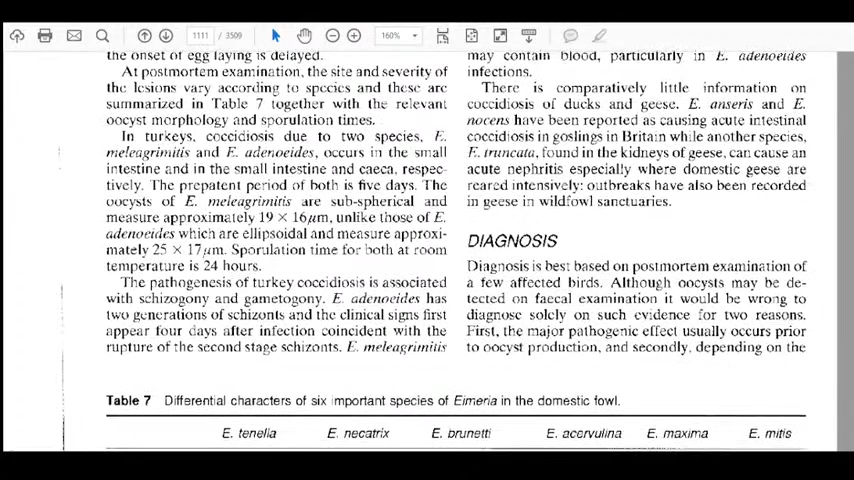 1111 / 3509
160%
the onset of egg laying is delayed.
At postmortem examination, the site and severity of
the lesions vary according to species and these are
summarized in Table 7 together with the relevant
oocyst morphology and sporulation times.
In turkeys, coccidiosis due to two species, E.
meleagrimitis and E. adenoeides, occurs in the small
intestine and in the small intestine and caeca, respec-
tively. The prepatent period of both is five days. The
oocysts of E. meleagrimitis are sub-spherical and
measure approximately 19 × 16μm, unlike those of E.
adenoeides which are ellipsoidal and measure approxi-
mately 25 × 17μm. Sporulation time for both at room
temperature is 24 hours.
The pathogenesis of turkey coccidiosis is associated
with schizogony and gametogony. E. adenoeides has
two generations of schizonts and the clinical signs first
appear four days after infection coincident with the
rupture of the second stage schizonts. E. meleagrimitis
may contain blood, particularly in E. adenoeides
infections.
There is comparatively little information on
coccidiosis of ducks and geese. E. anseris and E.
nocens have been reported as causing acute intestinal
coccidiosis in goslings in Britain while another species,
E. truncata, found in the kidneys of geese, can cause an
acute nephritis especially where domestic geese are
reared intensively: outbreaks have also been recorded
in geese in wildfowl sanctuaries.
DIAGNOSIS
Diagnosis is best based on postmortem examination of
a few affected birds. Although oocysts may be de-
tected on faecal examination it would be wrong to
diagnose solely on such evidence for two reasons.
First, the major pathogenic effect usually occurs prior
to oocyst production, and secondly, depending on the
Table 7 Differential characters of six important species of Eimeria in the domestic fowl.
E. tenella E. necatrix E. brunetti E. acervulina E. maxima E. mitis